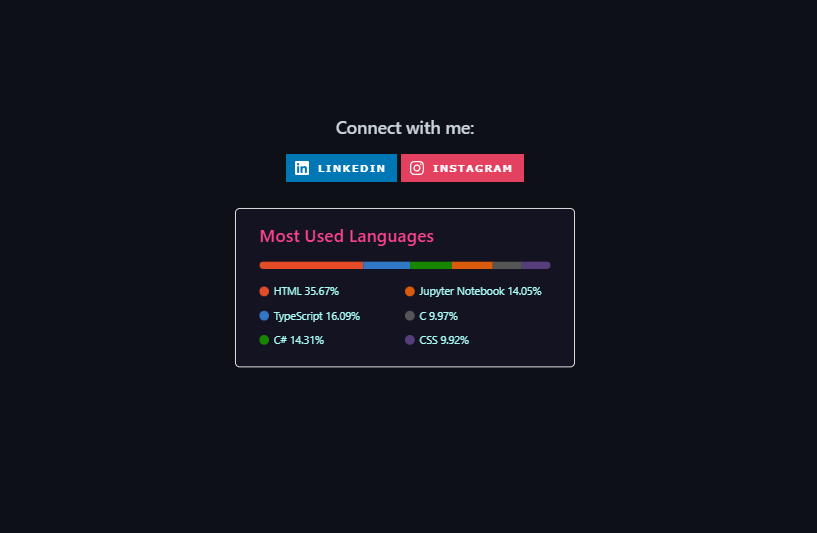 Connect with me:
LINKEDIN INSTAGRAM
Most Used Languages
HTML 35.67% Jupyter Notebook 14.05%
TypeScript 16.09% C 9.97%
C# 14.31% CSS 9.92%